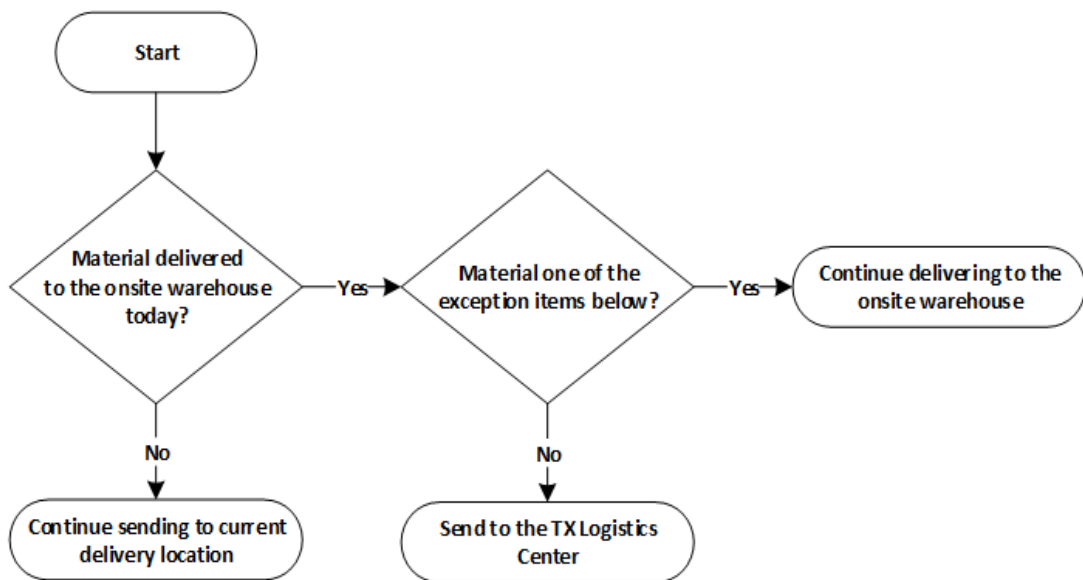 Start
Material delivered
to the onsite warehouse
today?
Yes
Material one of the
exception items below?
Yes
Continue delivering to the
onsite warehouse
No
Continue sending to current
delivery location
No
Send to the TX Logistics
Center